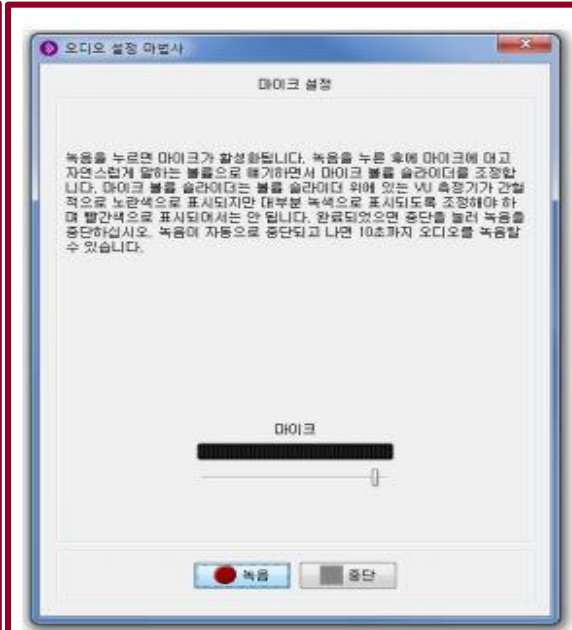 오디오 설정 마법사
마이크 설정
녹음을 누르면 마이크가 활성화됩니다. 녹음을 누른 후에 마이크에 대고
자연스럽게 말하는 볼륨으로 얘기하면서 마이크 볼륨 슬라이더를 조정합
니다. 마이크 볼륨 슬라이더는 볼륨 슬라이더 위에 있는 VU 측정기가 간헐
적으로 노란색으로 표시되지만 대부분 녹색으로 표시되도록 조정해야 하
며 빨간색으로 표시되어서는 안 됩니다. 완료되었으면 중단을 눌러 녹음을
중단하십시오. 녹음이 자동으로 중단되고 나면 10초까지 오디오를 녹음할
수 있습니다.
마이크
녹음
중단